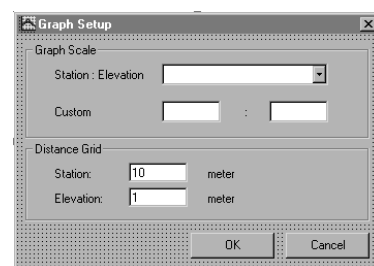 Graph Setup
Graph Scale
Station : Elevation
Custom :
Distance Grid
Station: 10 meter
Elevation: 1 meter
OK Cancel